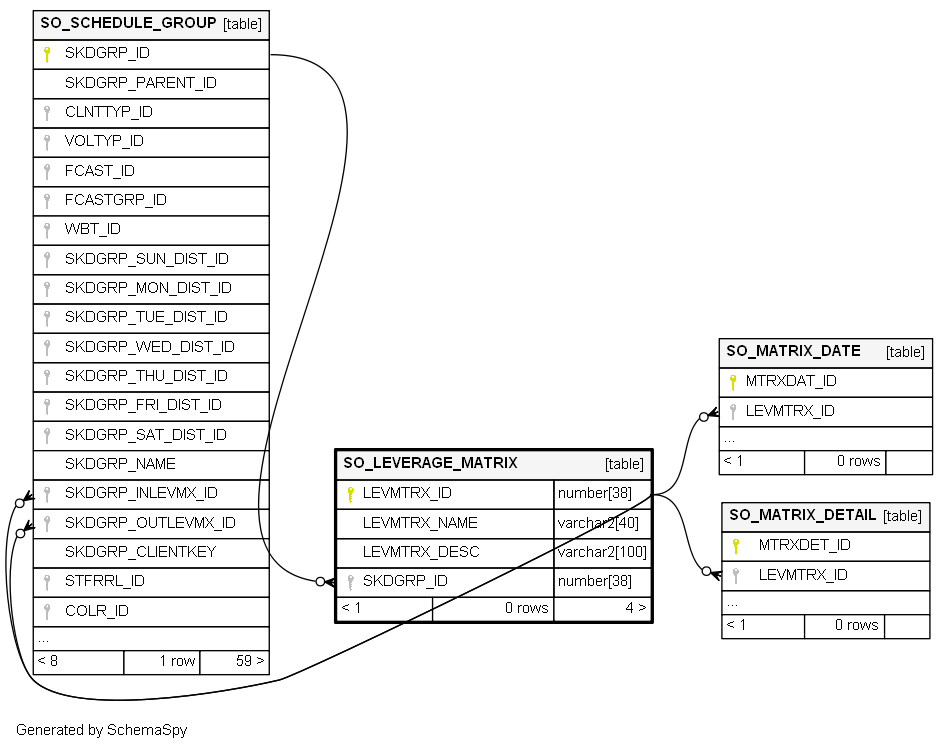 SO_SCHEDULE_GROUP [table]
SKDGRP_ID
SKDGRP_PARENT_ID
CLNTTYP_ID
VOLTYP_ID
FCAST_ID
FCASTGRP_ID
WBT_ID
SKDGRP_SUN_DIST_ID
SKDGRP_MON_DIST_ID
SKDGRP_TUE_DIST_ID
SKDGRP_WED_DIST_ID
SKDGRP_THU_DIST_ID
SKDGRP_FRI_DIST_ID
SKDGRP_SAT_DIST_ID
SKDGRP_NAME
SKDGRP_INLEVMX_ID
SKDGRP_OUTLEVMX_ID
SKDGRP_CLIENTKEY
STFRRL_ID
COLR_ID
...
< 8 1 row 59 >
SO_LEVERAGE_MATRIX [table]
LEVMTRX_ID number[38]
LEVMTRX_NAME varchar2[40]
LEVMTRX_DESC varchar2[100]
SKDGRP_ID number[38]
< 1 0 rows 4 >
SO_MATRIX_DATE [table]
MTRXDAT_ID
LEVMTRX_ID
...
< 1 0 rows
SO_MATRIX_DETAIL [table]
MTRXDET_ID
LEVMTRX_ID
...
< 1 0 rows
Generated by SchemaSpy